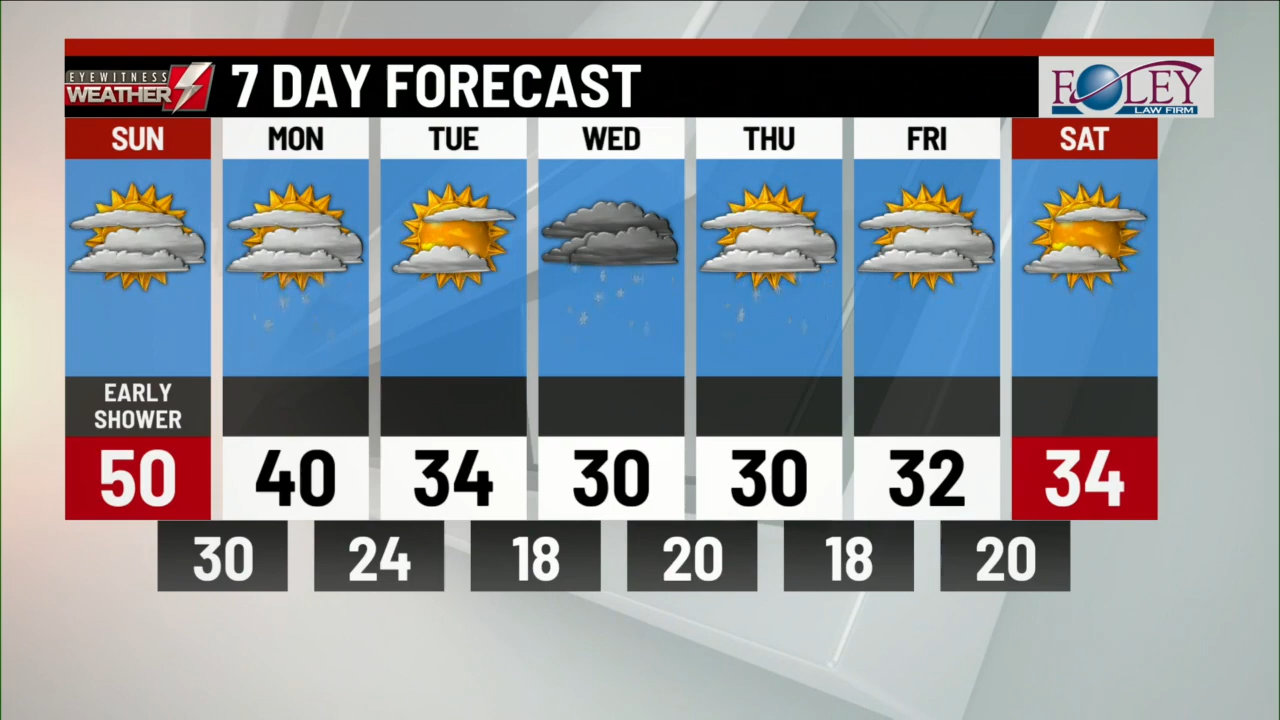 EYEWITNESS
WEATHER
7 DAY FORECAST
FOLEY
LAW FIRM
SUN MON TUE WED THU FRI SAT
EARLY
SHOWER
50 40 34 30 30 32 34
30 24 18 20 18 20